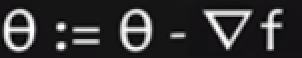 θ := θ - ∇f